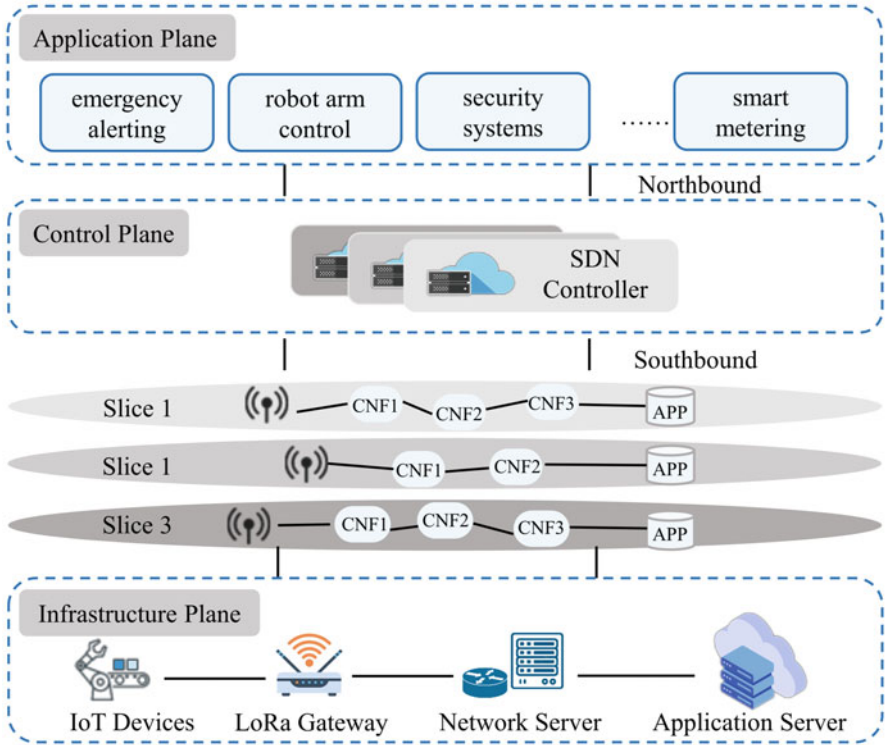 Application Plane
emergency
alerting
robot arm
control
security
systems
......
smart
metering
Northbound
Control Plane
SDN
Controller
Southbound
Slice 1
CNF1
CNF2
CNF3
APP
Slice 1
CNF1
CNF2
APP
Slice 3
CNF1
CNF2
CNF3
APP
Infrastructure Plane
IoT Devices
LoRa Gateway
Network Server
Application Server